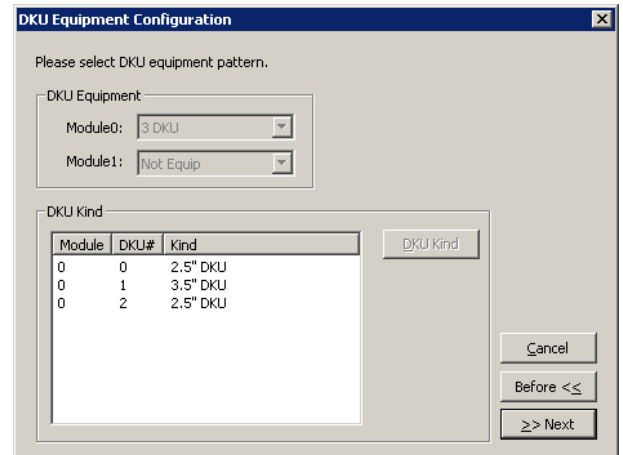 DKU Equipment Configuration
Please select DKU equipment pattern.
DKU Equipment
Module0: 3 DKU
Module1: Not Equip
DKU Kind
Module DKU# Kind
0 0 2.5" DKU
0 1 3.5" DKU
0 2 2.5" DKU
DKU Kind
Cancel
Before <<
>> Next